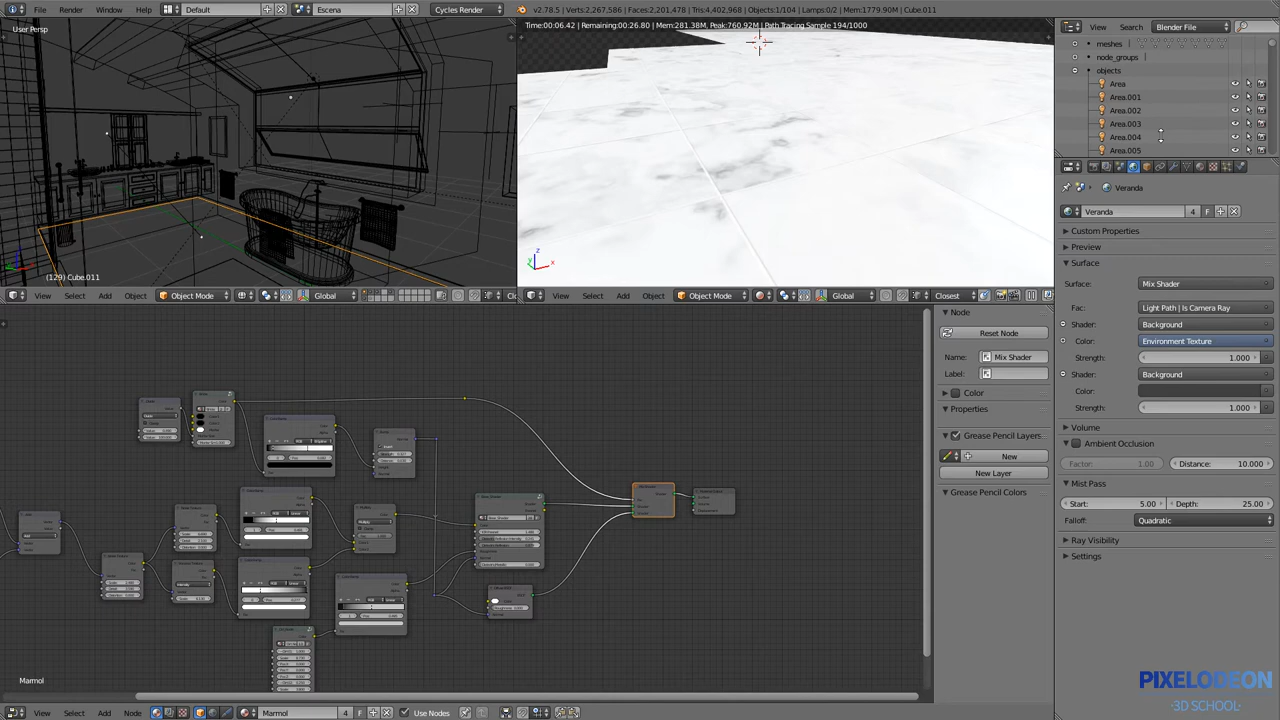 File
Window
Render
Help
Default
Scene
Cycles Render
v2.78.5 | Verts:2,267,586 | Faces:2,201,478 | Tris:4,402,968 | Objects:1/104 | Lamps:0/2 | Mem:1779.90M | Cube.011
User Persp
(129) Cube.011
View
Select
Add
Object
Object Mode
Global
Time:00:06.42 | Remaining:00:26.80 | Mem:281.38M, Peak:760.92M | Path Tracing Sample 194/1000
View
Select
Add
Object
Object Mode
Global
Closest
View
Search
Blender File
meshes
node_groups
objects
Area
Area.001
Area.002
Area.003
Area.004
Area.005
Veranda
Veranda
4
F
Custom Properties
Preview
Surface
Surface:
Mix Shader
Fac:
Light Path | Is Camera Ray
Shader:
Background
Color:
Environment Texture
Strength:
1.000
Shader:
Background
Color:
Strength:
1.000
Volume
Ambient Occlusion
Factor:
1.00
Distance:
10.000
Mist Pass
Start:
5.00
Depth:
25.00
Falloff:
Quadratic
Ray Visibility
Settings
Node
Reset Node
Name:
Mix Shader
Label:
Color
Properties
Grease Pencil Layers
New
New Layer
Grease Pencil Colors
Marmol
View
Select
Add
Node
Marmol
4
F
Use Nodes
PIXELODEON
3D SCHOOL